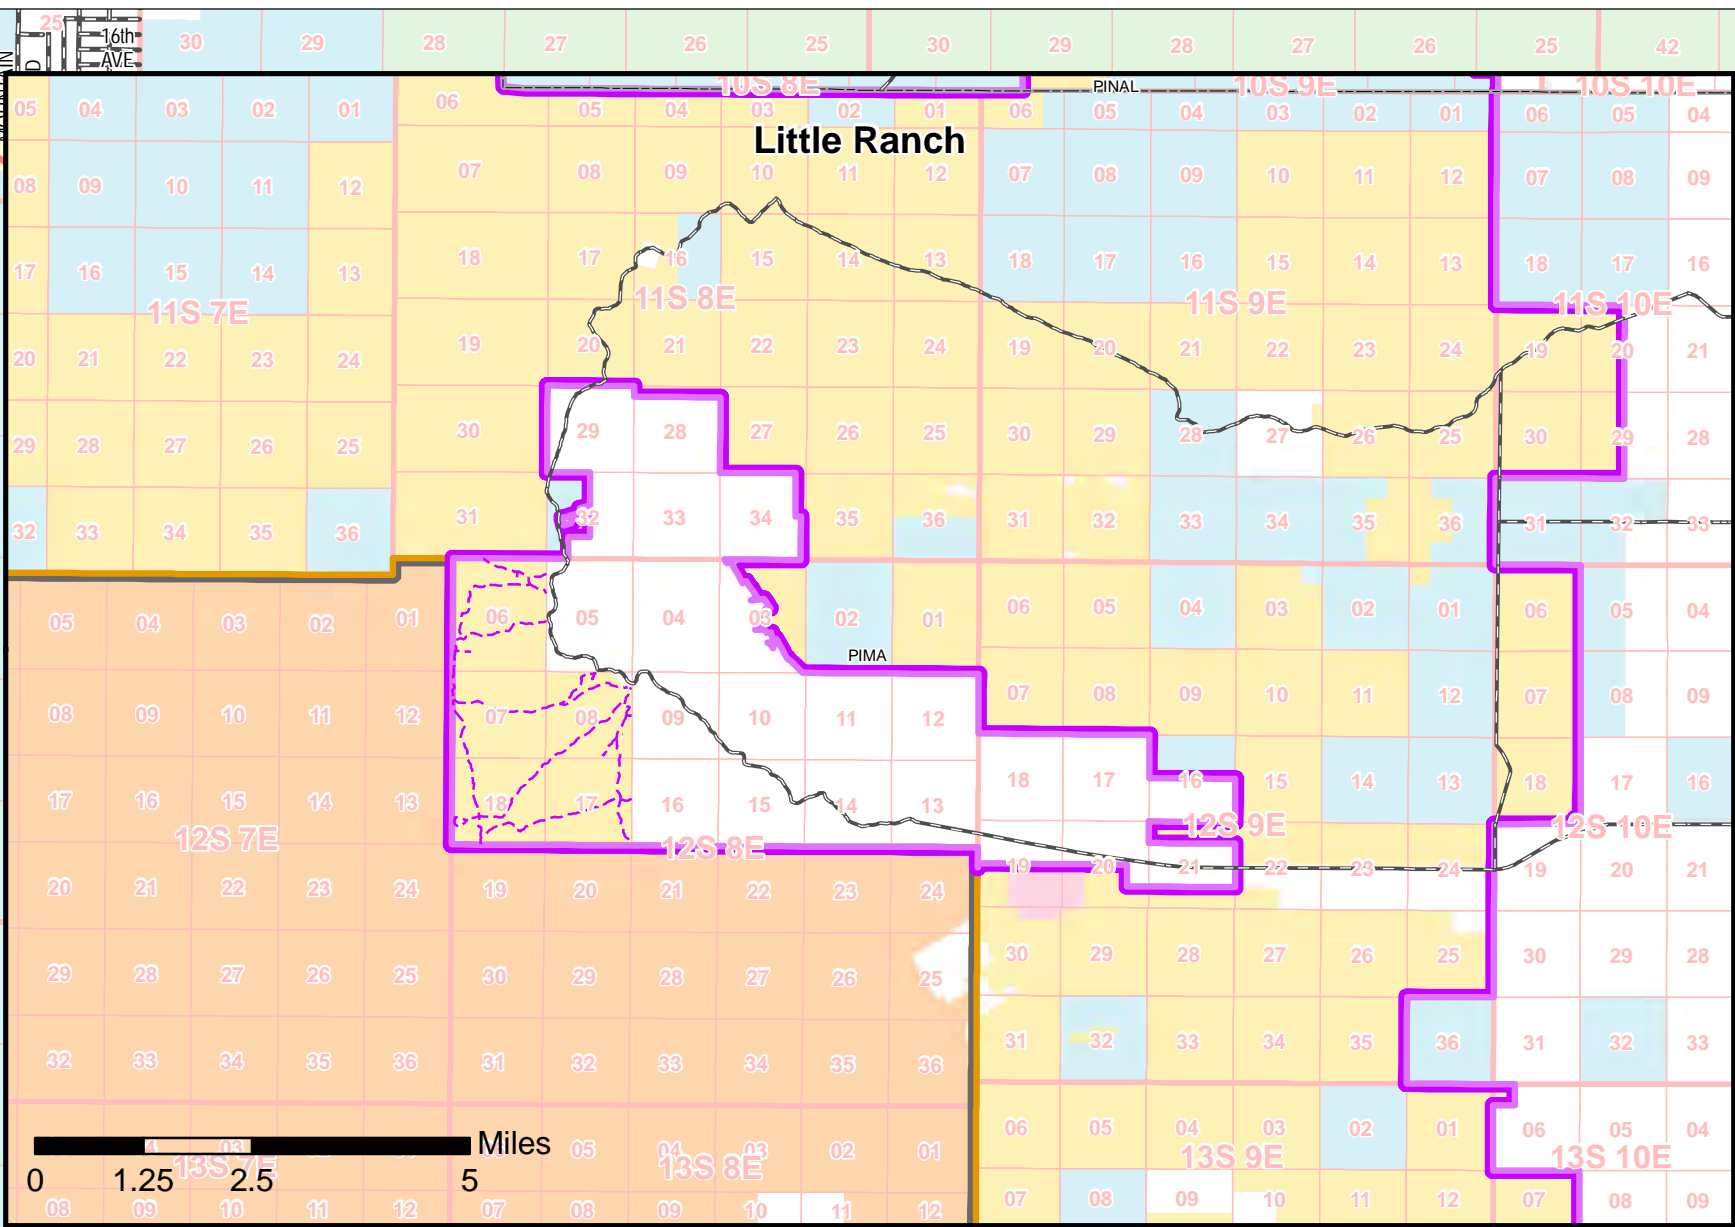 25 30 29 28 27 26 25 30 29 28 27 26 25 42
16th
AVE
D
10S 8E 10S 9E 10S 10E
PINAL
05 04 03 02 01 06 05 04 03 02 01 06 05 04 03 02 01 06 05 04
Little Ranch
08 09 10 11 12 07 08 09 10 11 12 07 08 09 10 11 12 07 08 09
17 16 15 14 13 18 17 16 15 14 13 18 17 16 15 14 13 18 17 16
11S 7E 11S 8E 11S 9E 11S 10E
20 21 22 23 24 19 20 21 22 23 24 19 20 21 22 23 24 19 20 21
29 28 27 26 25 30 29 28 27 26 25 30 29 28 27 26 25 30 29 28
32 33 34 35 36 31 32 33 34 35 36 31 32 33 34 35 36 31 32 33
05 04 03 02 01 06 05 04 03 02 01 06 05 04 03 02 01 06 05 04
PIMA
08 09 10 11 12 07 08 09 10 11 12 07 08 09 10 11 12 07 08 09
17 16 15 14 13 18 17 16 15 14 13 18 17 16 15 14 13 18 17 16
12S 7E 12S 8E 12S 9E 12S 10E
20 21 22 23 24 19 20 21 22 23 24 19 20 21 22 23 24 19 20 21
29 28 27 26 25 30 29 28 27 26 25 30 29 28 27 26 25 30 29 28
32 33 34 35 36 31 32 33 34 35 36 31 32 33 34 35 36 31 32 33
03 05 04 03 02 01 06 05 04 03 02 01 06 05 04
Miles
13S 7E 13S 8E 13S 9E 13S 10E
0 1.25 2.5 5
08 09 10 11 12 07 08 09 10 11 12 07 08 09 10 11 12 07 08 09